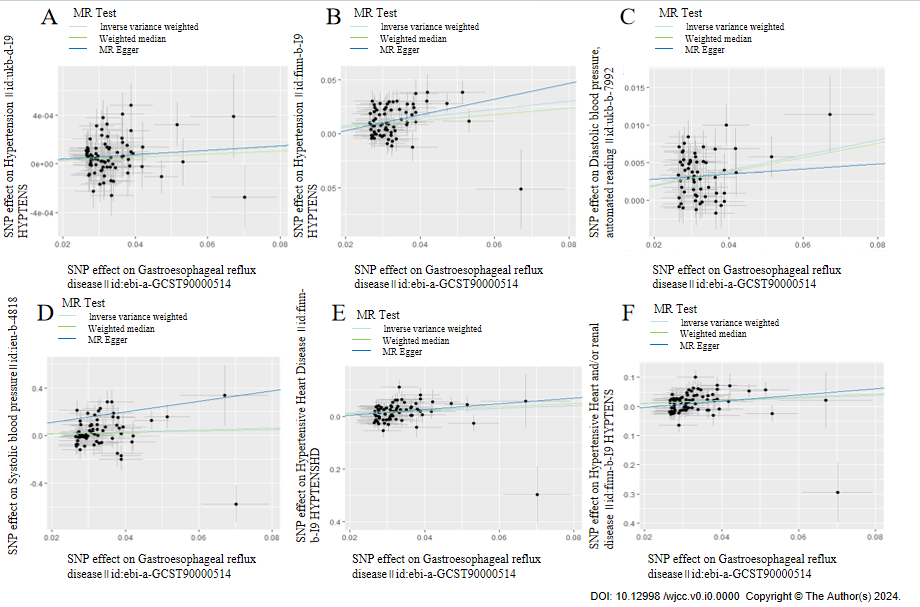 A
MR Test
Inverse variance weighted
Weighted median
MR Egger
SNP effect on Hypertension || id:ukb-d-I9
HYPTENS
4e-04
0e+00
-4e-04
0.02
0.04
0.06
0.08
SNP effect on Gastroesophageal reflux
disease || id:ebi-a-GCST90000514
B
MR Test
Inverse variance weighted
Weighted median
MR Egger
SNP effect on Hypertension || id:finn-b-I9
HYPTENS
0.05
0.00
0.05
0.02
0.04
0.06
0.08
SNP effect on Gastroesophageal reflux
disease || id:ebi-a-GCST90000514
C
MR Test
Inverse variance weighted
Weighted median
MR Egger
SNP effect on Diastolic blood pressure,
automated reading || id:ukb-b-7992
0.015
0.010
0.005
0.000
0.02
0.04
0.06
0.08
SNP effect on Gastroesophageal reflux
disease || id:ebi-a-GCST90000514
D
MR Test
Inverse variance weighted
Weighted median
MR Egger
SNP effect on Systolic blood pressure || id:ieu-b-4818
0.4
0.0
-0.4
0.02
0.04
0.06
0.08
SNP effect on Gastroesophageal reflux
disease || id:ebi-a-GCST90000514
E
MR Test
Inverse variance weighted
Weighted median
MR Egger
SNP effect on Hypertensive Heart Disease || id:finn-
b-I9 HYPTENSHD
0.0
0.2
0.4
0.02
0.04
0.06
0.08
SNP effect on Gastroesophageal reflux
disease || id:ebi-a-GCST90000514
F
MR Test
Inverse variance weighted
Weighted median
MR Egger
SNP effect on Hypertensive Heart and/or renal
disease || id:finn-b-I9 HYPTENS
0.1
0.0
0.1
0.2
0.3
0.4
0.02
0.04
0.06
0.08
SNP effect on Gastroesophageal reflux
disease || id:ebi-a-GCST90000514
DOI: 10.12998 /wjcc.v0.i0.0000 Copyright © The Author(s) 2024.